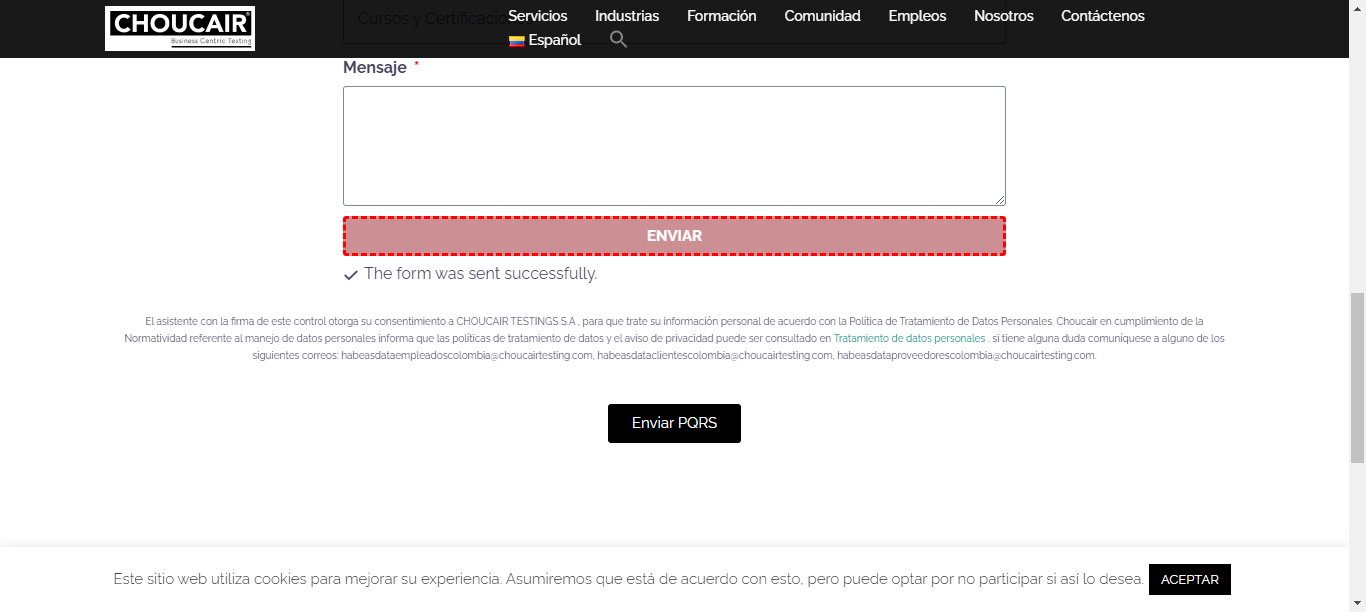 CHOUCAIR®
Business Centric Testing
Servicios Industrias Formación Comunidad Empleos Nosotros Contáctenos
Español
Cursos y Certificaciones
Mensaje *
ENVIAR
The form was sent successfully.
El asistente con la firma de este control otorga su consentimiento a CHOUCAIR TESTINGS S.A , para que trate su información personal de acuerdo con la Política de Tratamiento de Datos Personales. Choucair en cumplimiento de la
Normatividad referente al manejo de datos personales informa que las políticas de tratamiento de datos y el aviso de privacidad puede ser consultado en Tratamiento de datos personales . si tiene alguna duda comuníquese a alguno de los
siguientes correos: habeasdataempleadoscolombia@choucairtesting.com, habeasdataclientescolombia@choucairtesting.com, habeasdataproveedorescolombia@choucairtesting.com.
Enviar PQRS
Este sitio web utiliza cookies para mejorar su experiencia. Asumiremos que está de acuerdo con esto, pero puede optar por no participar si así lo desea. ACEPTAR